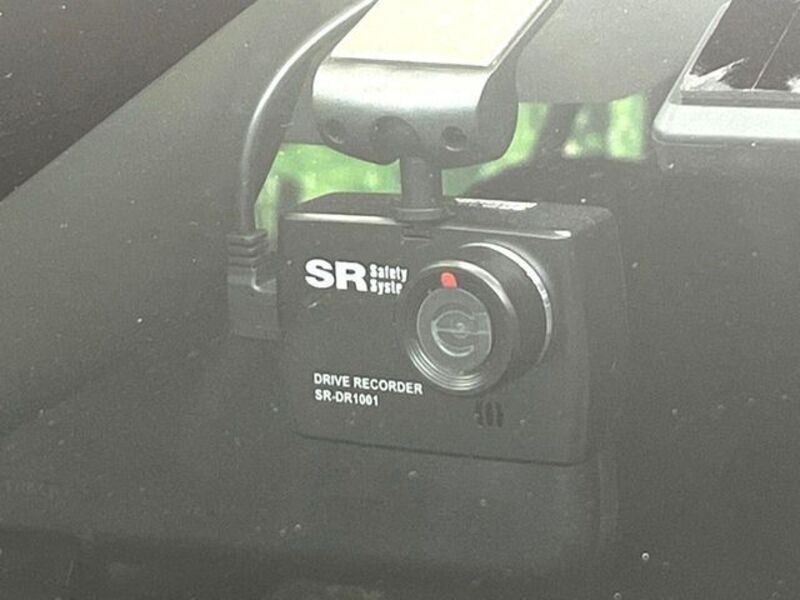 SR Safety
Syste
DRIVE RECORDER
SR-DR1001